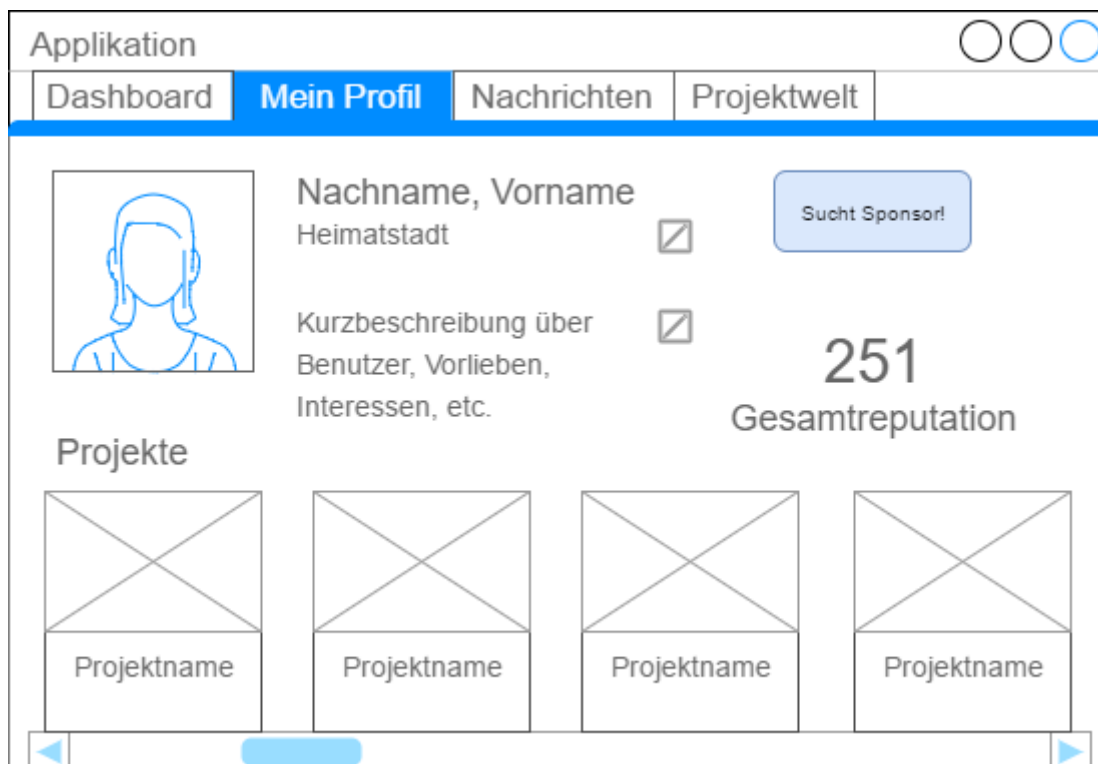 Applikation
Dashboard
Mein Profil
Nachrichten
Projektwelt
Nachname, Vorname
Heimatstadt
Sucht Sponsor!
Kurzbeschreibung über
Benutzer, Vorlieben,
Interessen, etc.
251
Gesamtreputation
Projekte
Projektname
Projektname
Projektname
Projektname